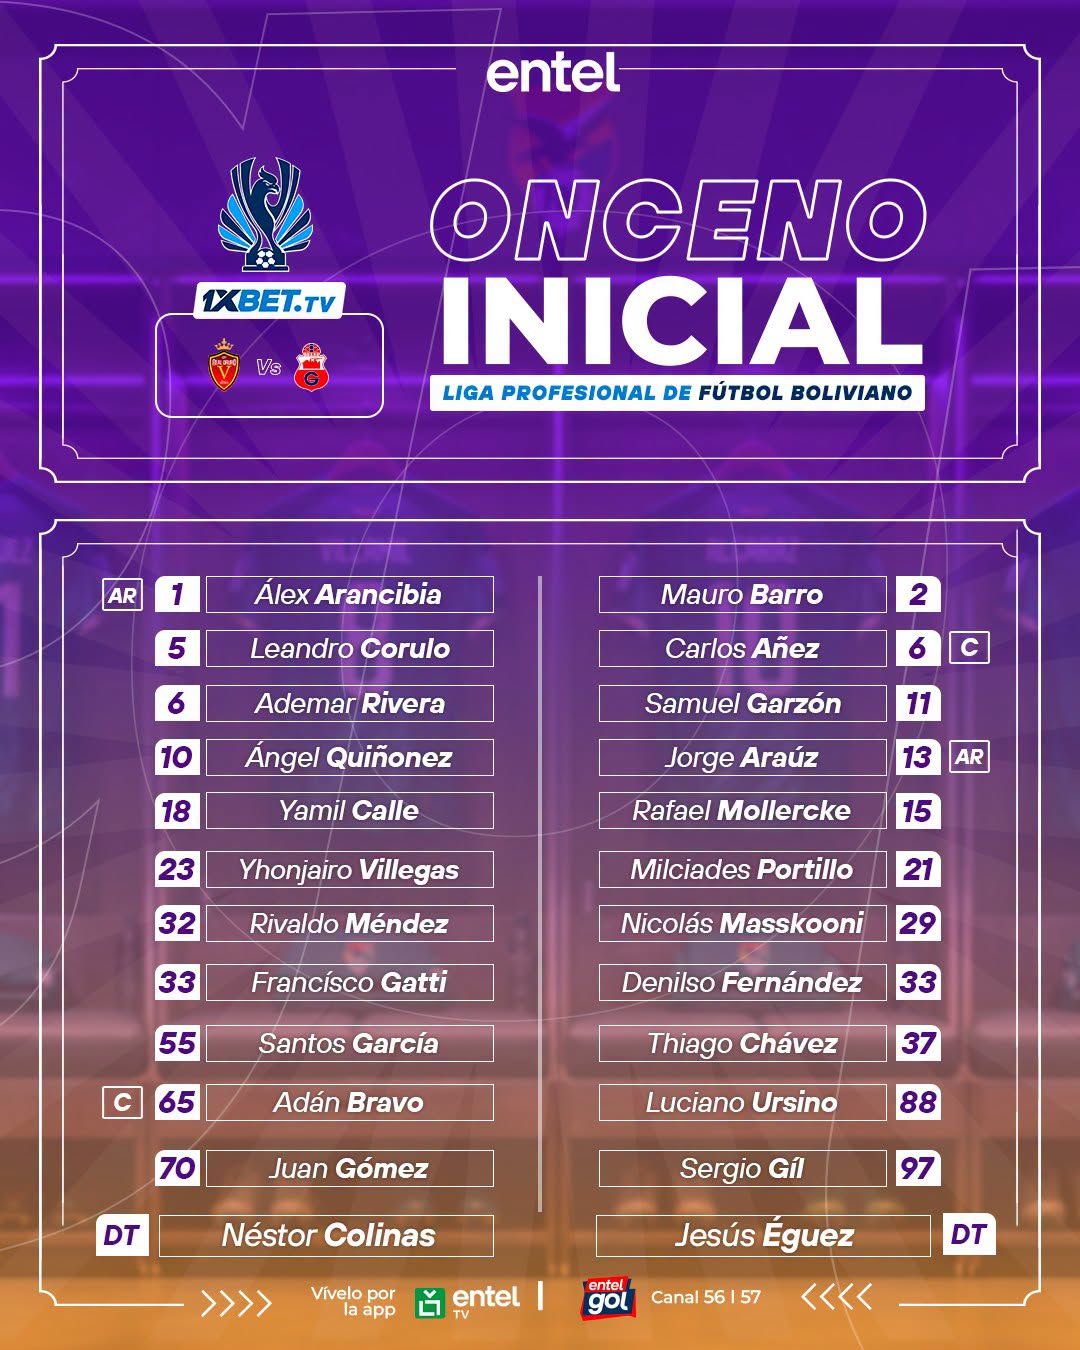 entel
ONCENO
INICIAL
LIGA PROFESIONAL DE FÚTBOL BOLIVIANO
1XBET.TV
REAL ORURO
V
Vs
G
AR 1 Álex Arancibia
5 Leandro Corulo
6 Ademar Rivera
10 Ángel Quiñonez
18 Yamil Calle
23 Yhonjairo Villegas
32 Rivaldo Méndez
33 Francísco Gatti
55 Santos García
C 65 Adán Bravo
70 Juan Gómez
DT Néstor Colinas
Mauro Barro 2
Carlos Añez 6 C
Samuel Garzón 11
Jorge Araúz 13 AR
Rafael Mollercke 15
Milciades Portillo 21
Nicolás Masskooni 29
Denilso Fernández 33
Thiago Chávez 37
Luciano Ursino 88
Sergio Gíl 97
Jesús Éguez DT
Vívelo por
la app
entel
TV
entel
gol
Canal 56 | 57